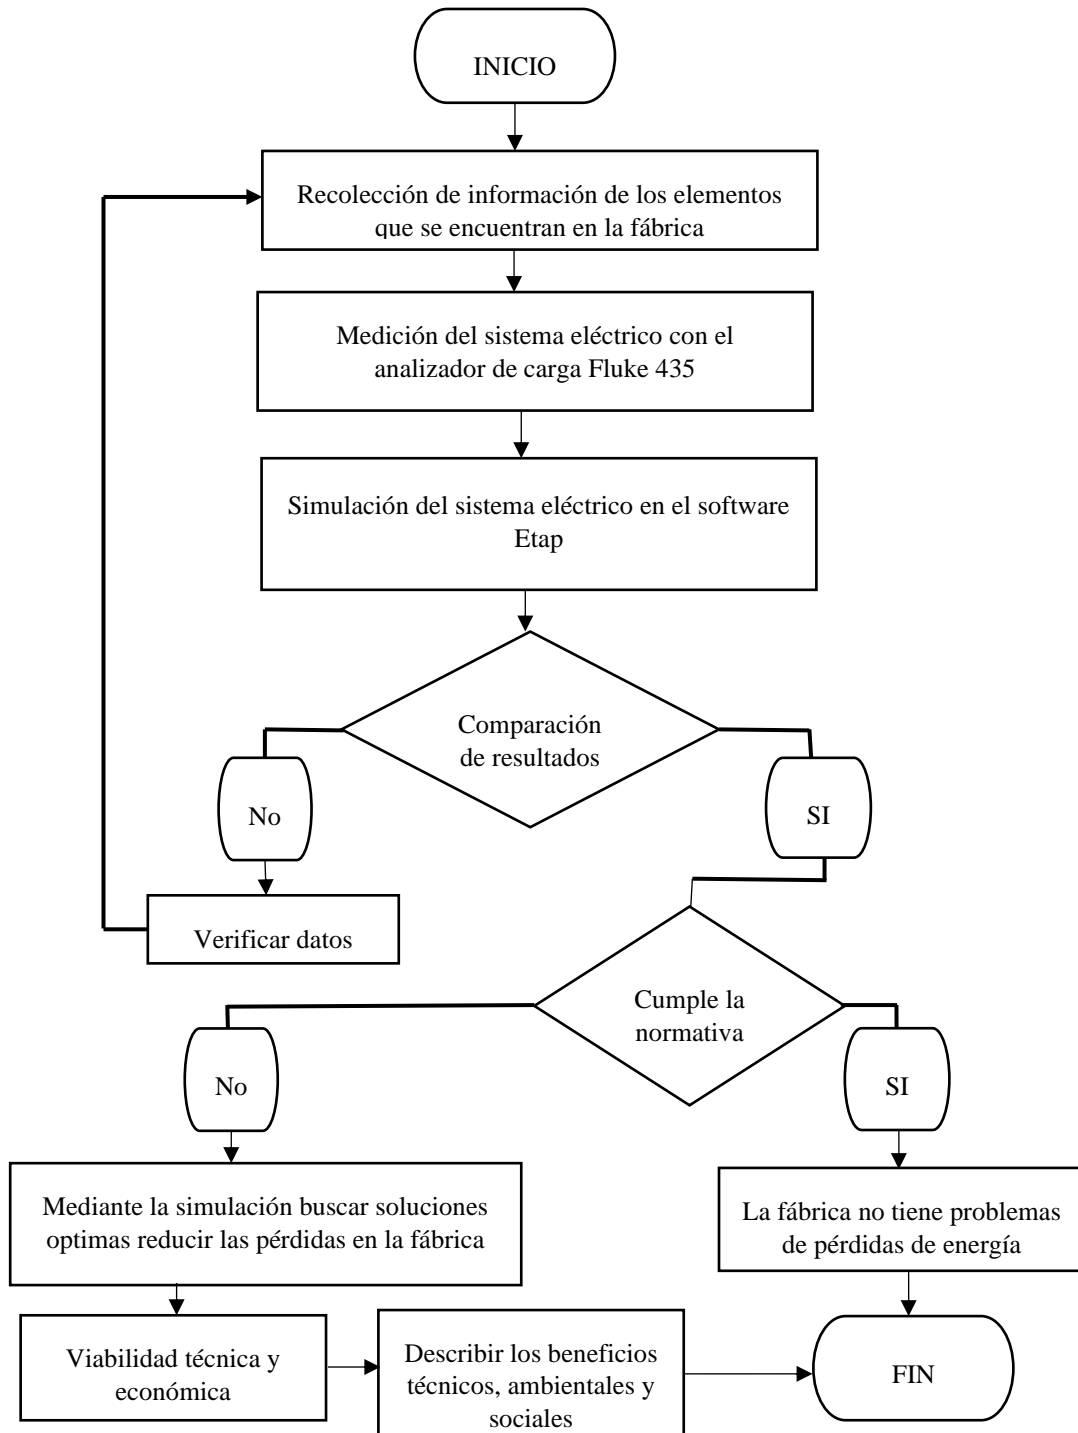 INICIO
Recolección de información de los elementos
que se encuentran en la fábrica
Medición del sistema eléctrico con el
analizador de carga Fluke 435
Simulación del sistema eléctrico en el software
Etap
Comparación
de resultados
No
SI
Verificar datos
Cumple la
normativa
No
SI
Mediante la simulación buscar soluciones
optimas reducir las pérdidas en la fábrica
La fábrica no tiene problemas
de pérdidas de energía
Viabilidad técnica y
económica
Describir los beneficios
técnicos, ambientales y
sociales
FIN